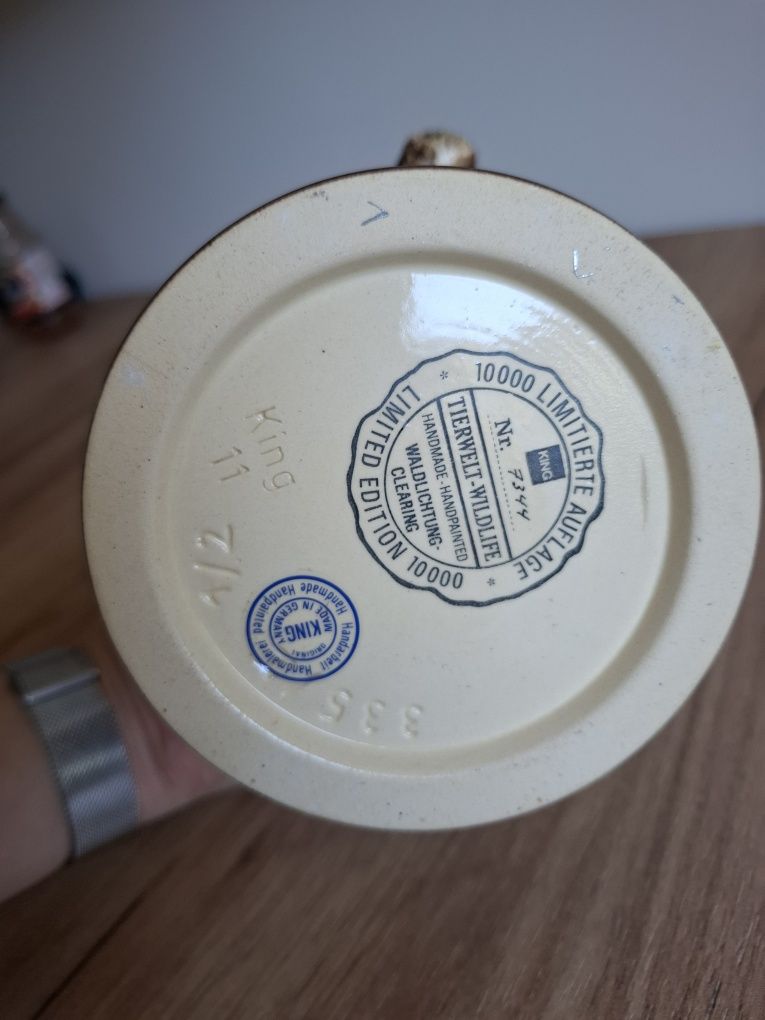 10000 LIMITIERTE AUFLAGE
KING
Nr. 7344
TIERWELT-WILDLIFE
HANDMADE-HANDPAINTED
WALDLICHTUNG-
CLEARING
LIMITED EDITION 10000
King
11
1/2
Handarbeit Handmalerei
Handmade Handpainted
ORIGINAL
KING
MADE IN GERMANY
335